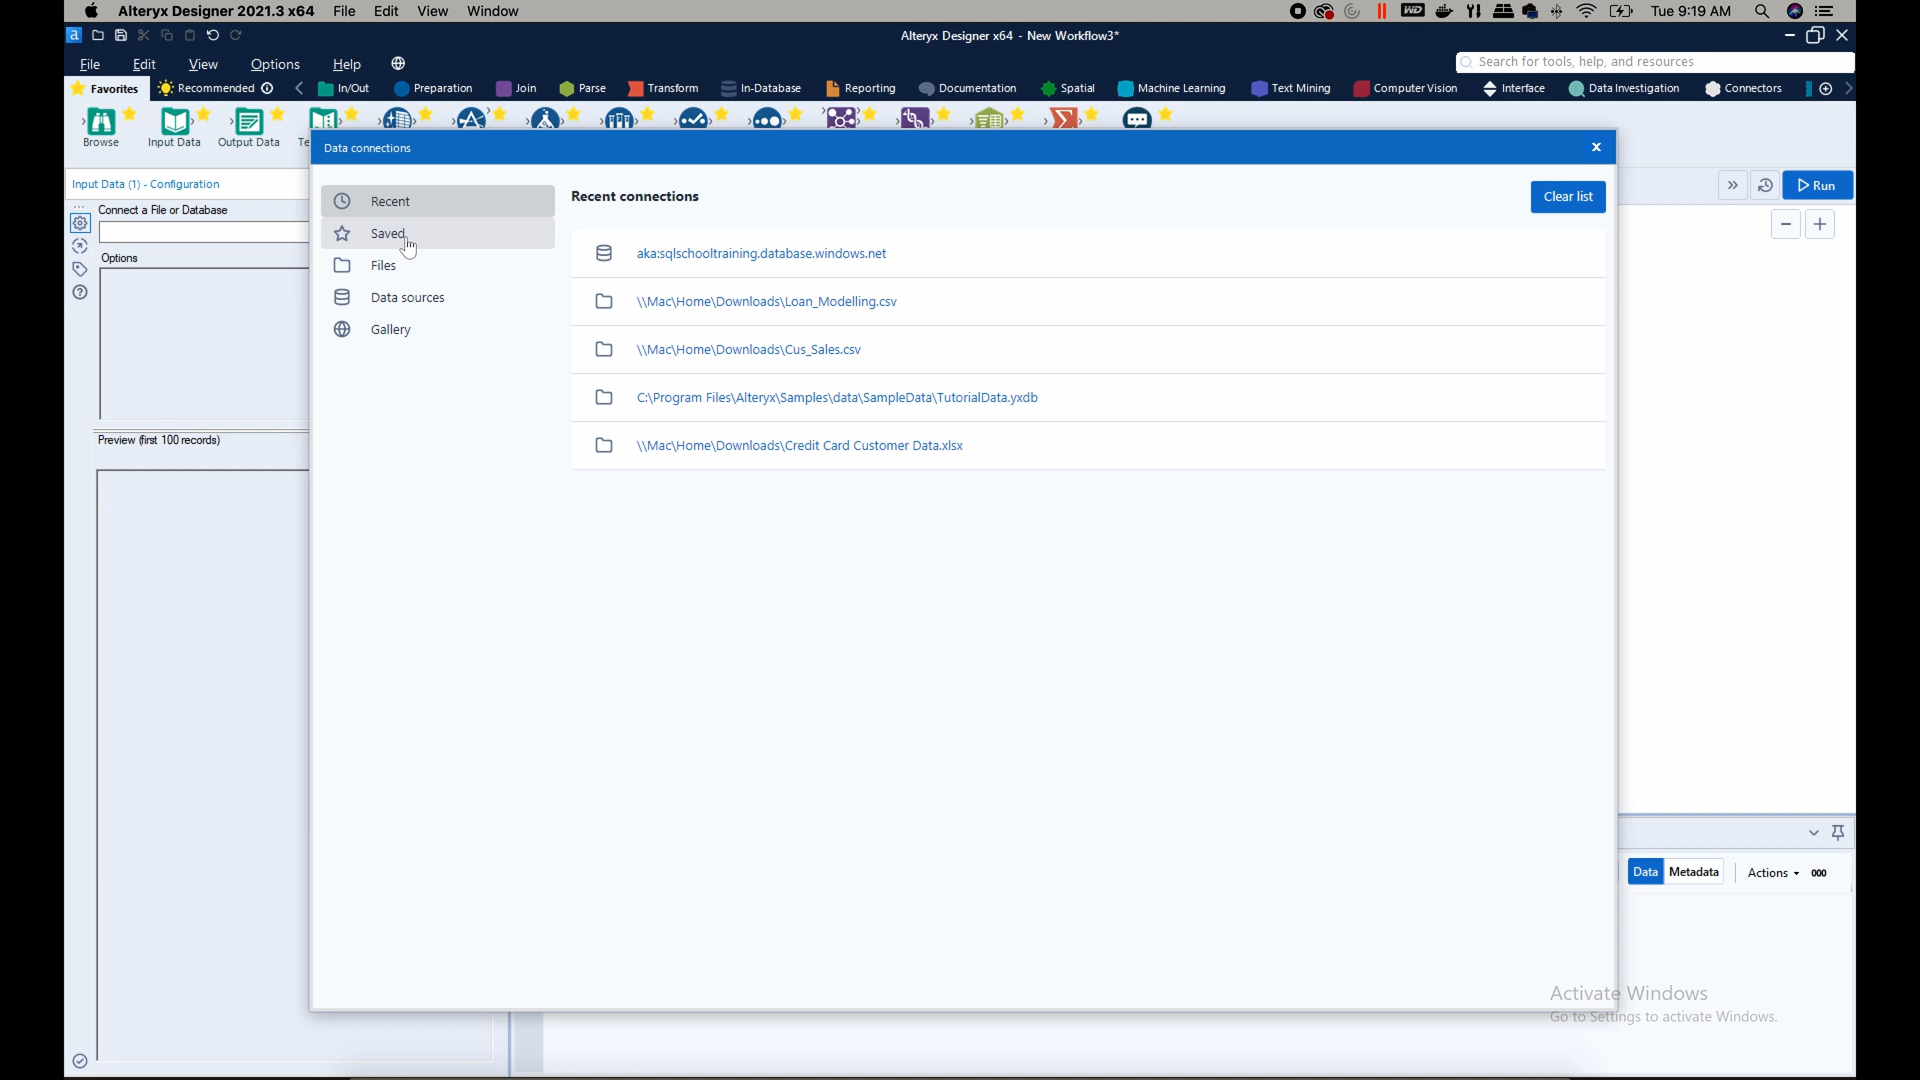 Alteryx Designer 2021.3 x64 File Edit View Window WD Tue 9:19 AM
a Alteryx Designer x64 - New Workflow3*
File Edit View Options Help Search for tools, help, and resources
Favorites Recommended In/Out Preparation Join Parse Transform In-Database Reporting Documentation Spatial Machine Learning Text Mining Computer Vision Interface Data Investigation Connectors
Browse Input Data Output Data Te
Data connections x
Input Data (1) - Configuration
Run
Connect a File or Database
Options
Preview (first 100 records)
Recent
Saved
Files
Data sources
Gallery
Recent connections Clear list
aka:sqlschooltraining.database.windows.net
\\Mac\Home\Downloads\Loan_Modelling.csv
\\Mac\Home\Downloads\Cus_Sales.csv
C:\Program Files\Alteryx\Samples\data\SampleData\TutorialData.yxdb
\\Mac\Home\Downloads\Credit Card Customer Data.xlsx
Data Metadata Actions 000
Activate Windows
Go to Settings to activate Windows.